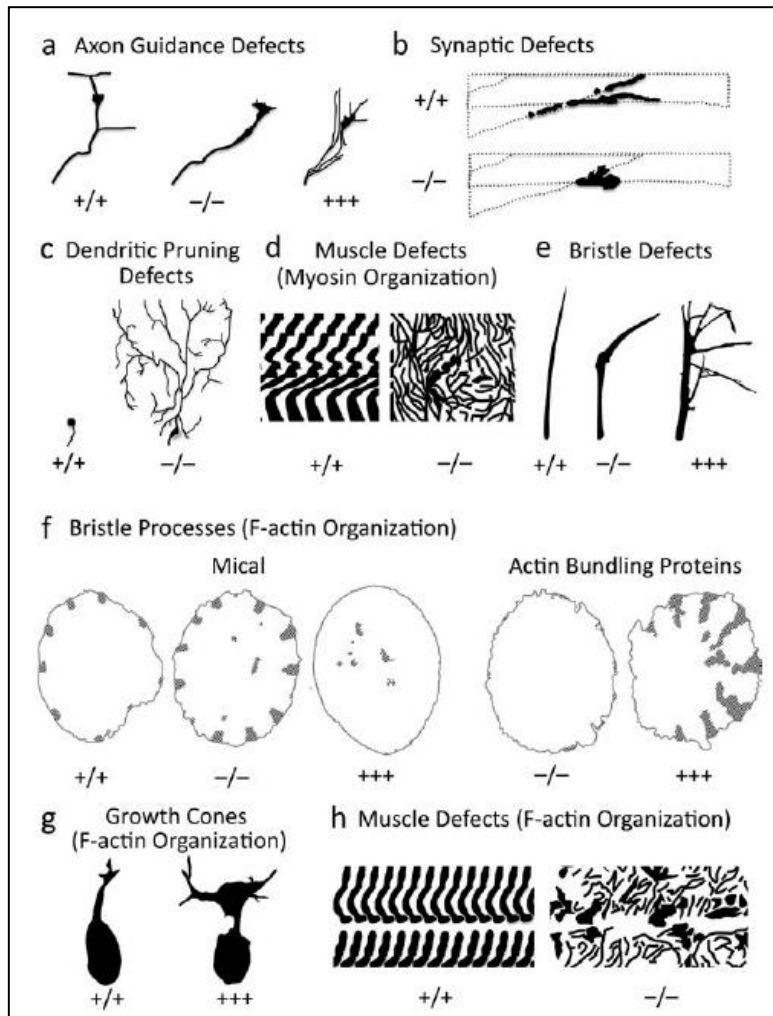 a Axon Guidance Defects
+/+ –/– +++
b Synaptic Defects
+/+
–/–
c Dendritic Pruning
Defects
+/+ –/–
d Muscle Defects
(Myosin Organization)
+/+ –/–
e Bristle Defects
+/+ –/– +++
f Bristle Processes (F-actin Organization)
Mical
+/+ –/– +++
Actin Bundling Proteins
–/– +++
g Growth Cones
(F-actin Organization)
+/+ +++
h Muscle Defects (F-actin Organization)
+/+ –/–